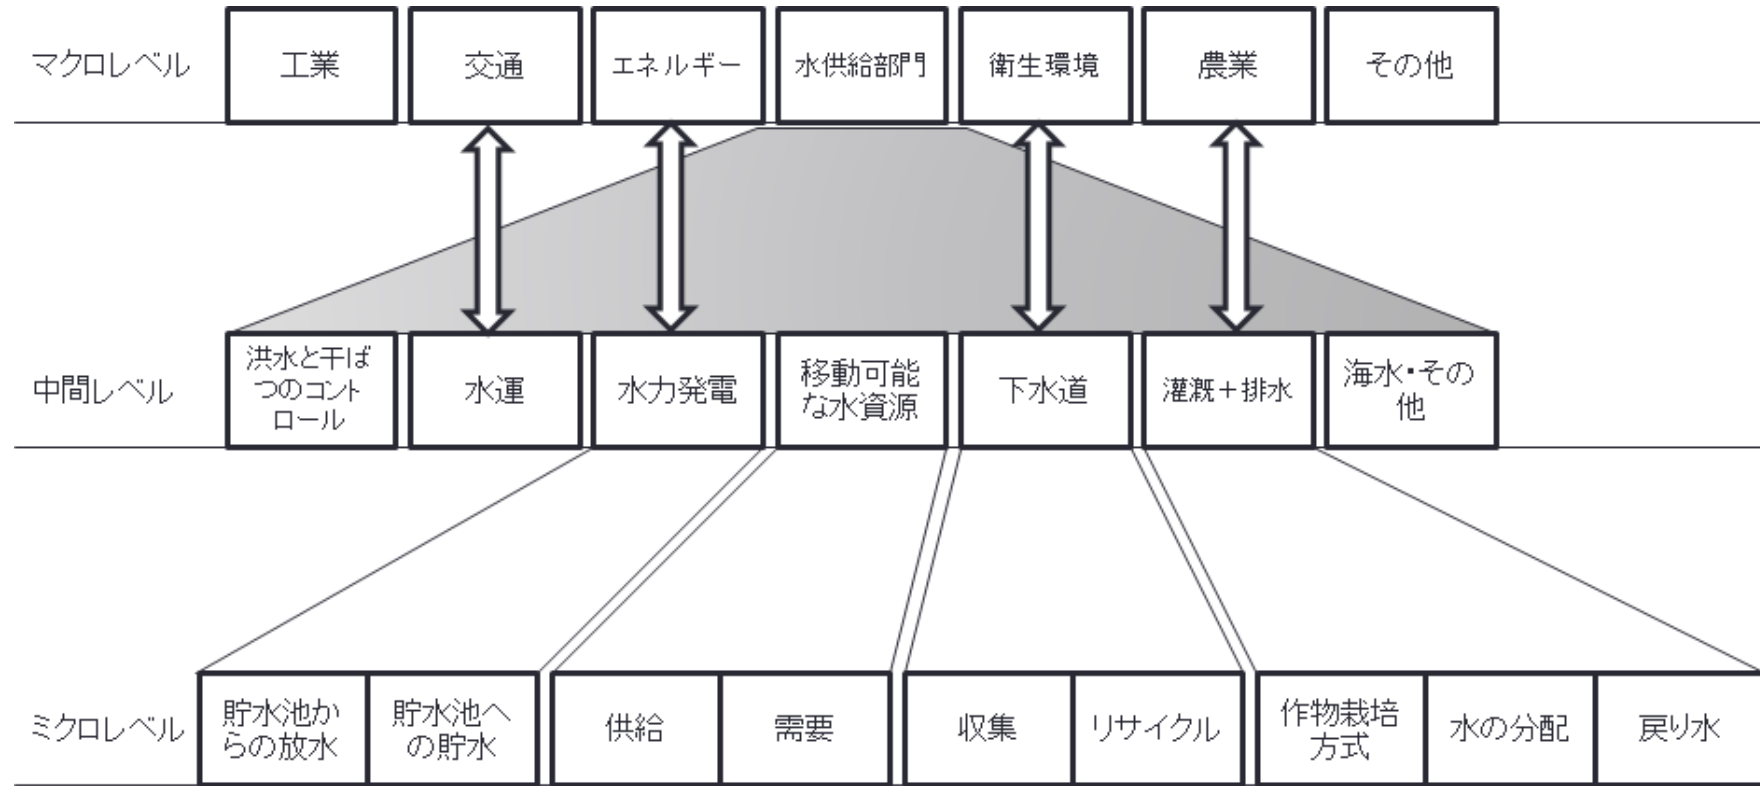 マクロレベル
工業
交通
エネルギー
水供給部門
衛生環境
農業
その他
中間レベル
洪水と干ば
つのコント
ロール
水運
水力発電
移動可能
な水資源
下水道
灌漑＋排水
海水・その
他
ミクロレベル
貯水池か
らの放水
貯水池へ
の貯水
供給
需要
収集
リサイクル
作物栽培
方式
水の分配
戻り水